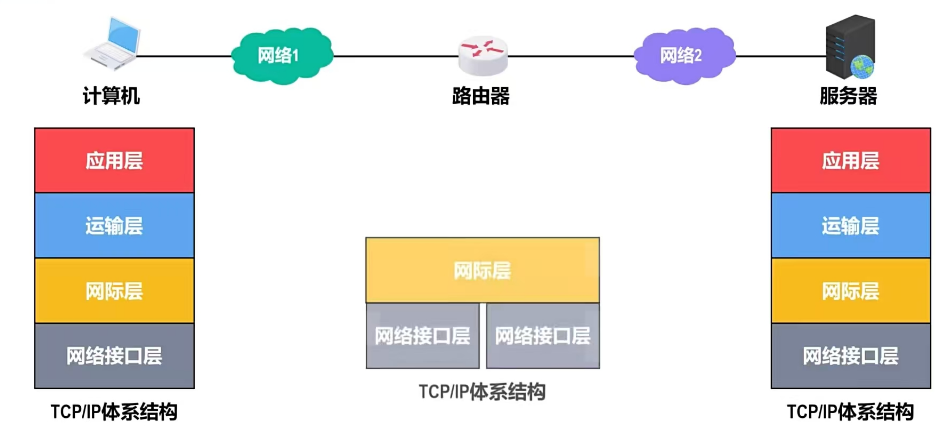 网络1
网络2
计算机
路由器
服务器
应用层
运输层
网际层
网络接口层
TCP/IP体系结构
网际层
网络接口层
网络接口层
TCP/IP体系结构
应用层
运输层
网际层
网络接口层
TCP/IP体系结构